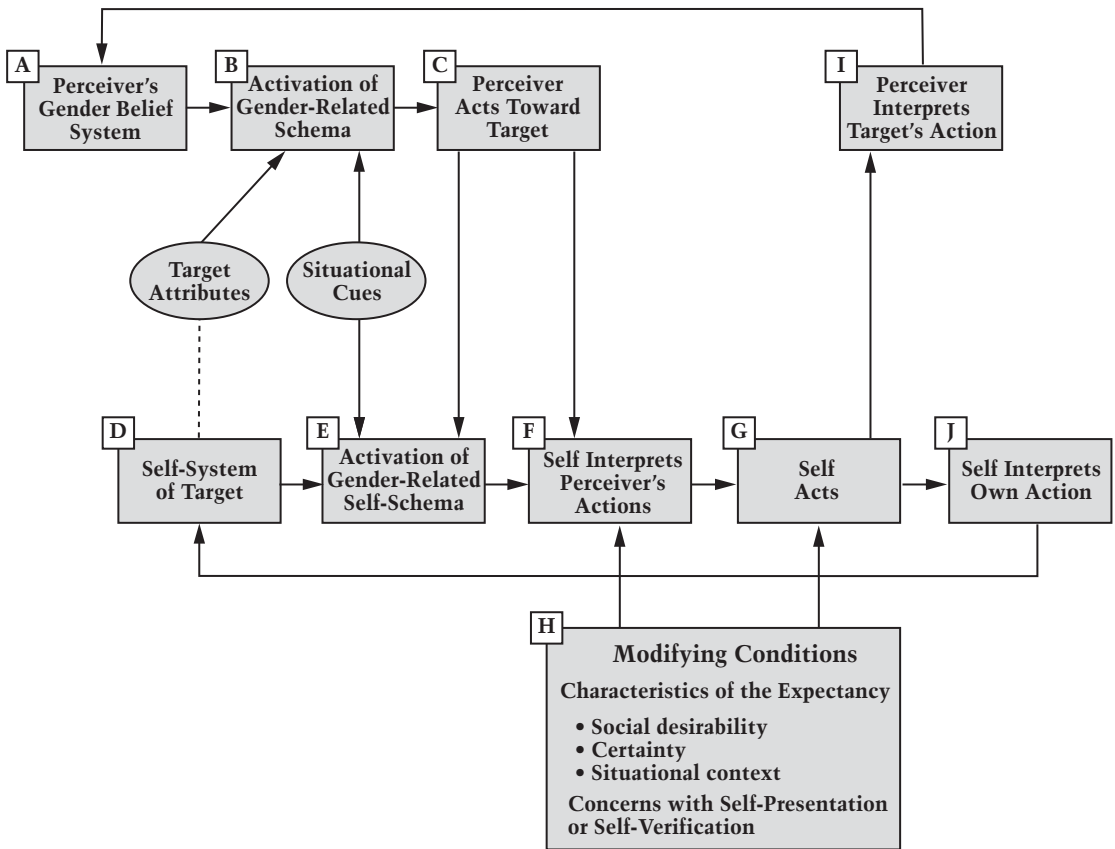 A
Perceiver's
Gender Belief
System
B
Activation of
Gender-Related
Schema
C
Perceiver
Acts Toward
Target
I
Perceiver
Interprets
Target's Action
Target
Attributes
Situational
Cues
D
Self-System
of Target
E
Activation of
Gender-Related
Self-Schema
F
Self Interprets
Perceiver's
Actions
G
Self
Acts
J
Self Interprets
Own Action
H
Modifying Conditions
Characteristics of the Expectancy
• Social desirability
• Certainty
• Situational context
Concerns with Self-Presentation
or Self-Verification